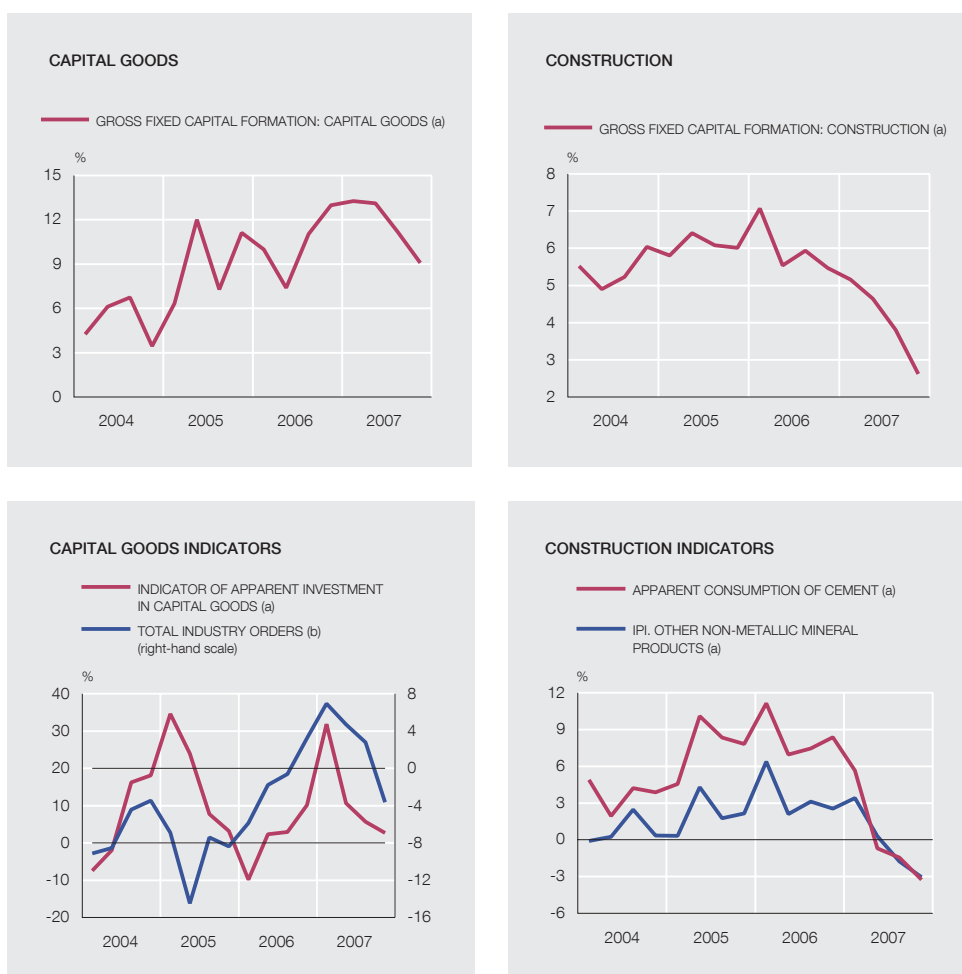 CAPITAL GOODS
GROSS FIXED CAPITAL FORMATION: CAPITAL GOODS (a)
%
15
12
9
6
3
0
2004 2005 2006 2007
CONSTRUCTION
GROSS FIXED CAPITAL FORMATION: CONSTRUCTION (a)
%
8
7
6
5
4
3
2
2004 2005 2006 2007
CAPITAL GOODS INDICATORS
INDICATOR OF APPARENT INVESTMENT
IN CAPITAL GOODS (a)
TOTAL INDUSTRY ORDERS (b)
(right-hand scale)
%
40 8
30 4
20 0
10 -4
0 -8
-10 -12
-20 -16
2004 2005 2006 2007
CONSTRUCTION INDICATORS
APPARENT CONSUMPTION OF CEMENT (a)
IPI. OTHER NON-METALLIC MINERAL
PRODUCTS (a)
%
12
9
6
3
0
-3
-6
2004 2005 2006 2007